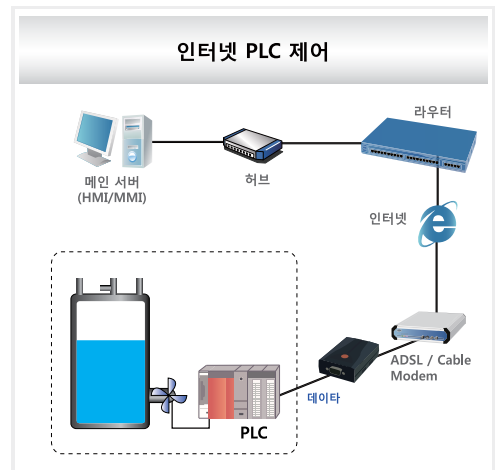 인터넷 PLC 제어
라우터
메인 서버
(HMI/MMI)
허브
인터넷
ADSL / Cable
Modem
데이타
PLC